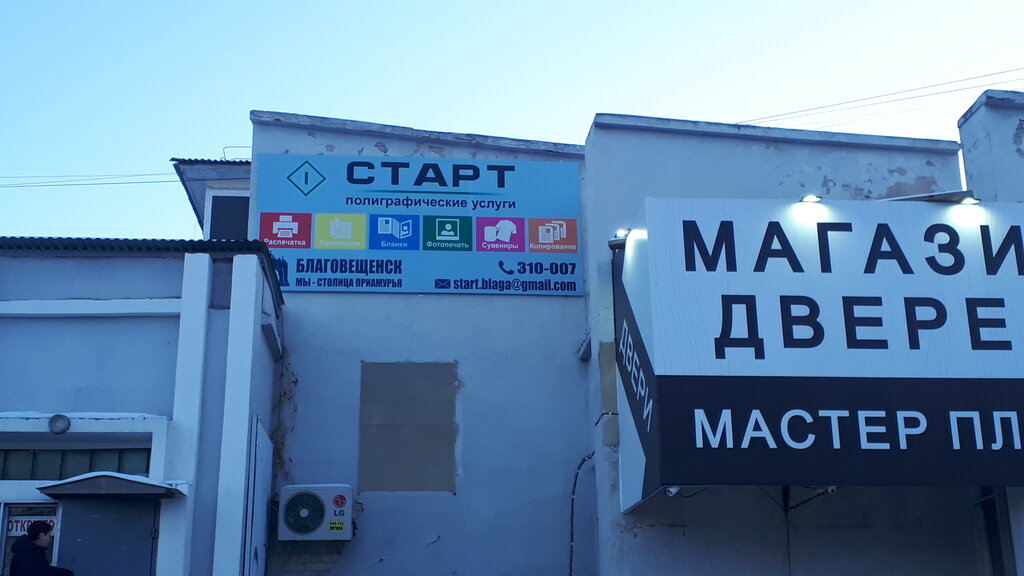 СТАРТ
полиграфические услуги
Распечатка
Ламинация
Бланки
Фотопечать
Сувениры
Копирование
БЛАГОВЕЩЕНСК
МЫ - СТОЛИЦА ПРИАМУРЬЯ
310-007
start.blaga@gmail.com
МАГАЗИ
ДВЕРЕ
МАСТЕР ПЛ
ДВЕРИ
LG
ОТКРЫТО